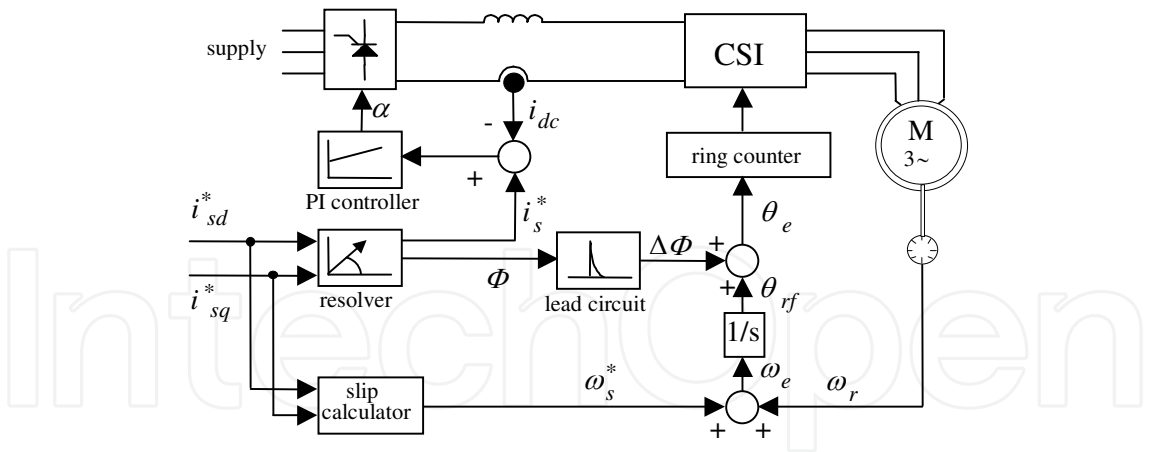 supply
CSI
α
i_dc
-
M
3~
ring counter
+
PI controller
i*_sd
i*_s
θ_e
resolver
Φ
lead circuit
ΔΦ
+
+
θ_rf
i*_sq
1/s
ω_e
slip
calculator
ω*_s
ω_r
+
+
IntechOpen